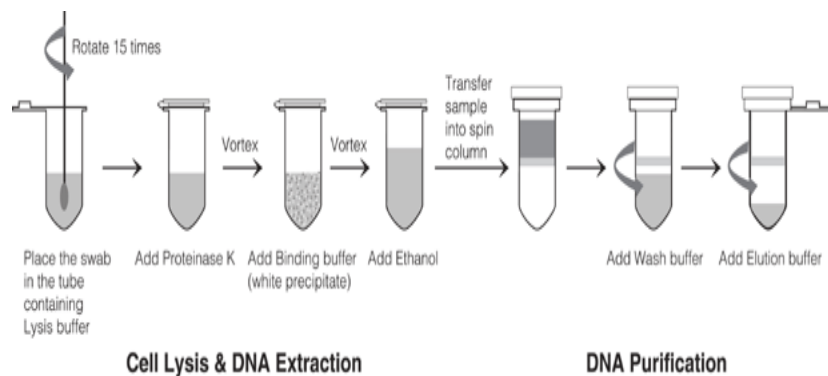 Rotate 15 times
Vortex
Vortex
Transfer
sample
into spin
column
Place the swab
in the tube
containing
Lysis buffer
Add Proteinase K
Add Binding buffer
(white precipitate)
Add Ethanol
Add Wash buffer
Add Elution buffer
Cell Lysis & DNA Extraction
DNA Purification